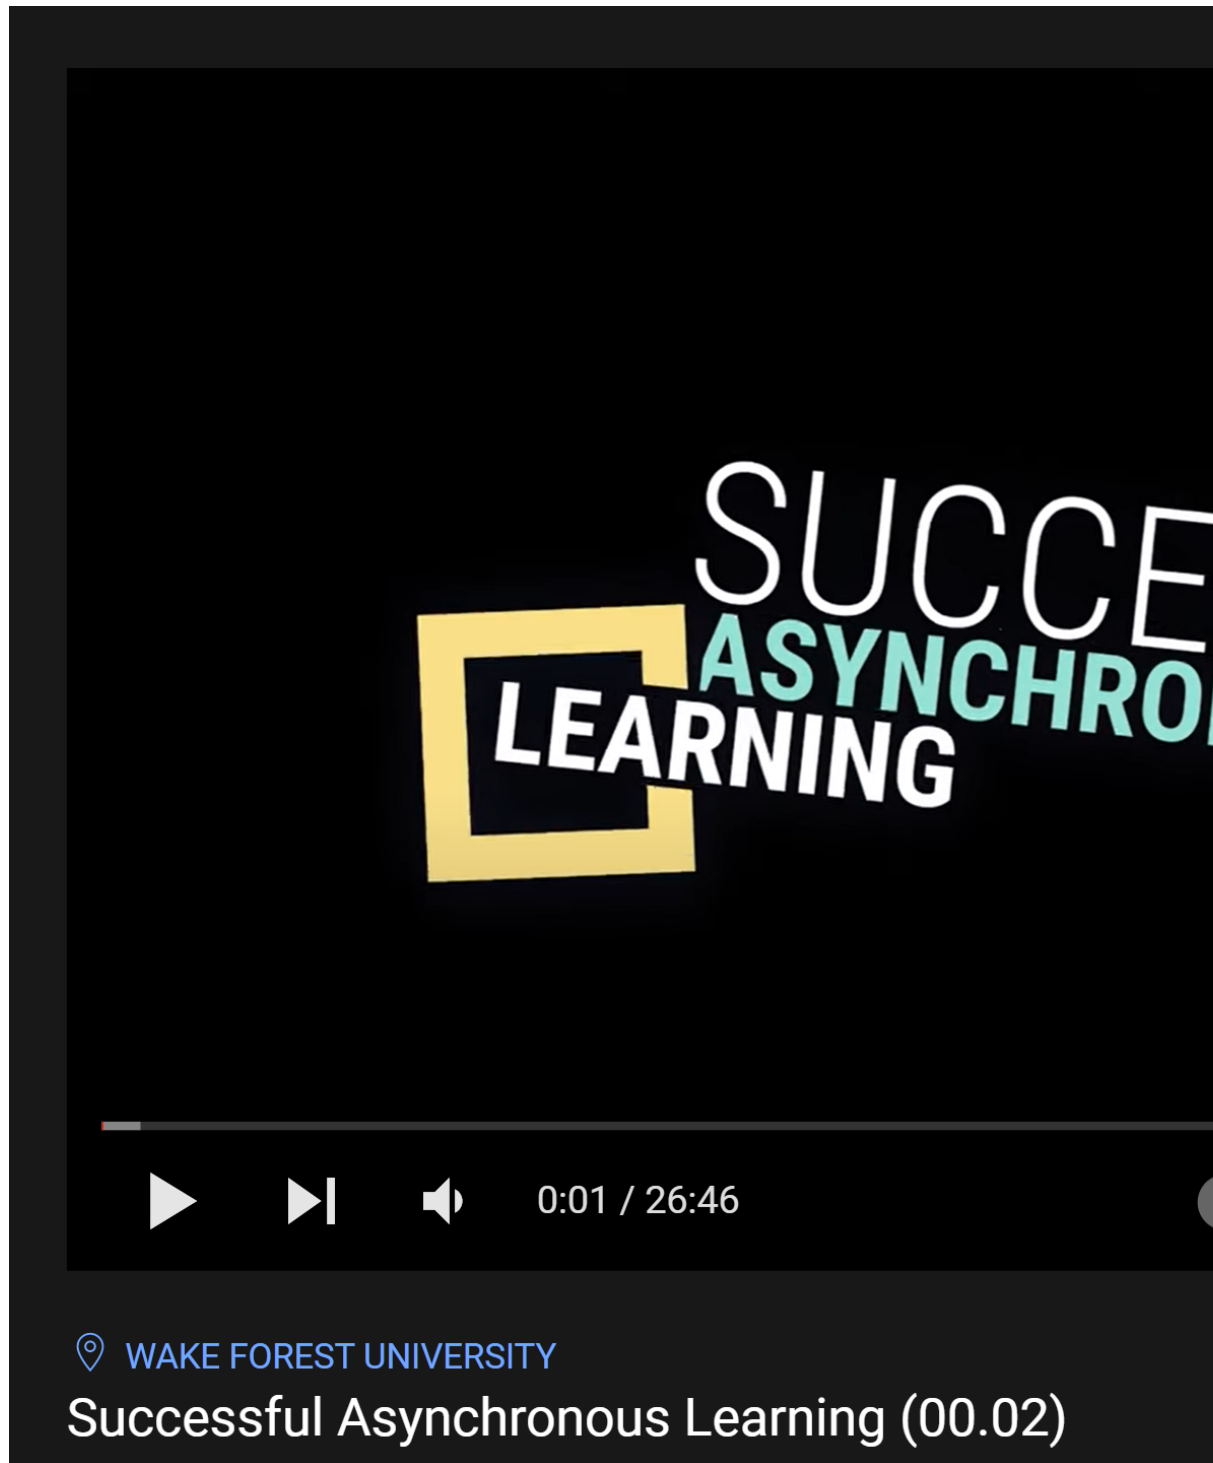 SUCCE
ASYNCHRO
LEARNING
0:01 / 26:46
WAKE FOREST UNIVERSITY
Successful Asynchronous Learning (00.02)